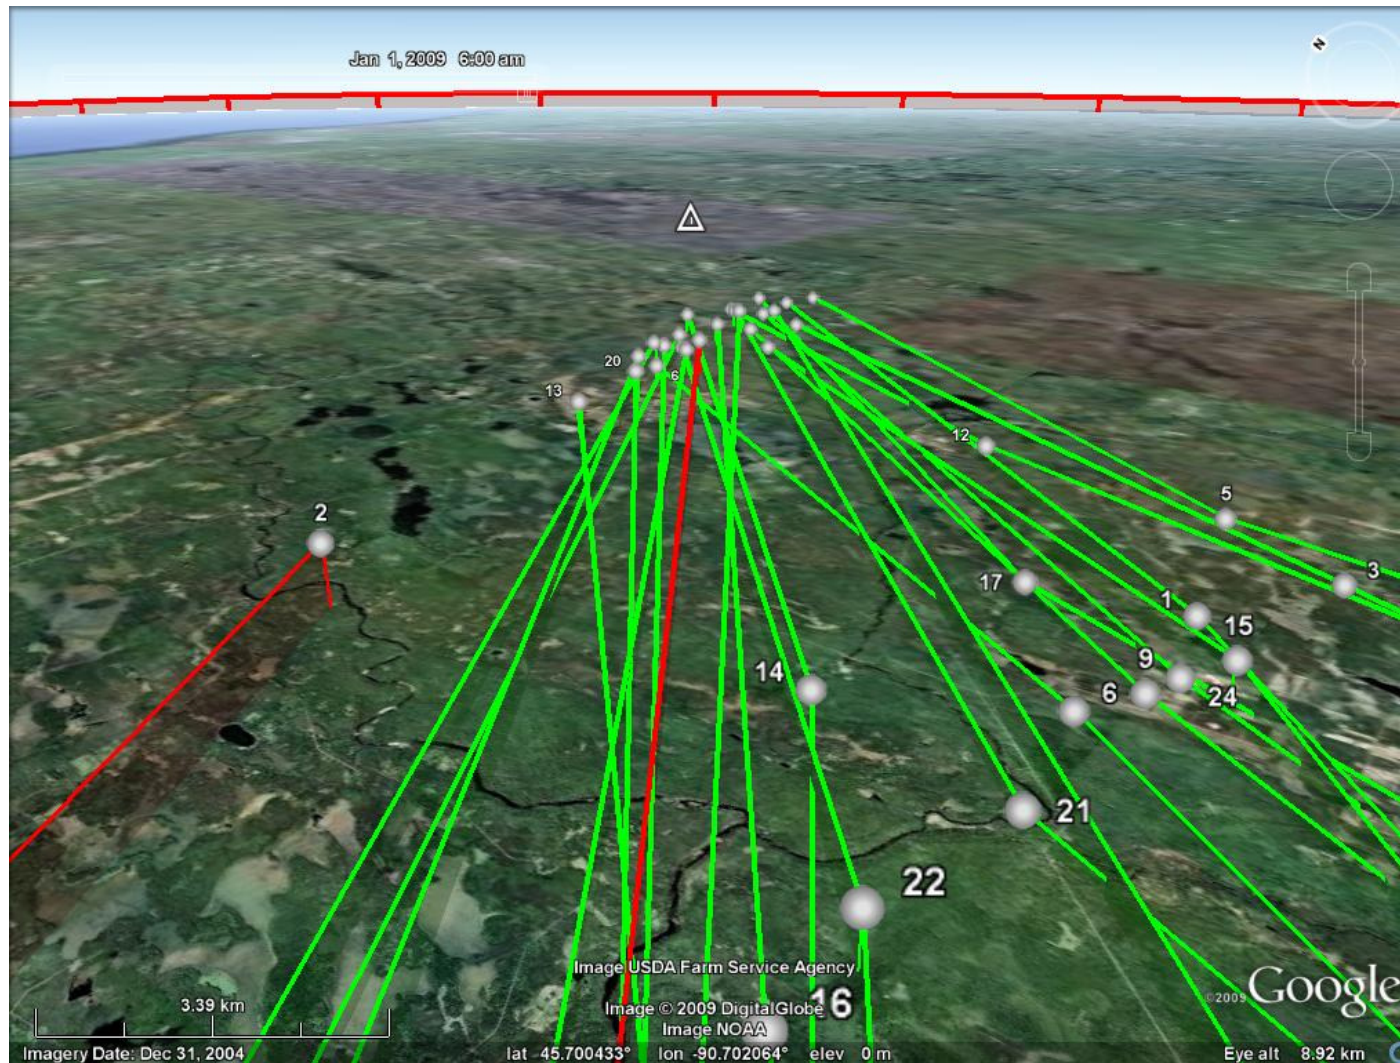 N
Jan 1, 2009 6:00 am
20
13
6
12
2
5
3
17
1
15
14
9
6
24
21
22
Image USDA Farm Service Agency
3.39 km
Image © 2009 DigitalGlobe
16
©2009 Google
Image NOAA
Imagery Date: Dec 31, 2004 lat 45.700433° lon -90.702064° elev 0 m Eye alt 8.92 km